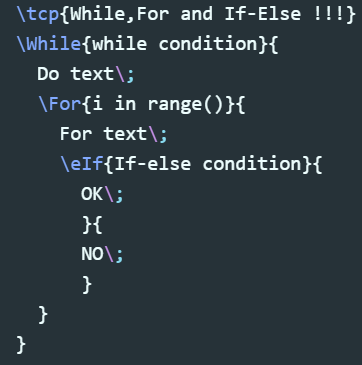 \tcp{While,For and If-Else !!!}
\While{while condition}{
Do text\;
\For{i in range()}{
For text\;
\eIf{If-else condition}{
OK\;
}{
NO\;
}
}
}